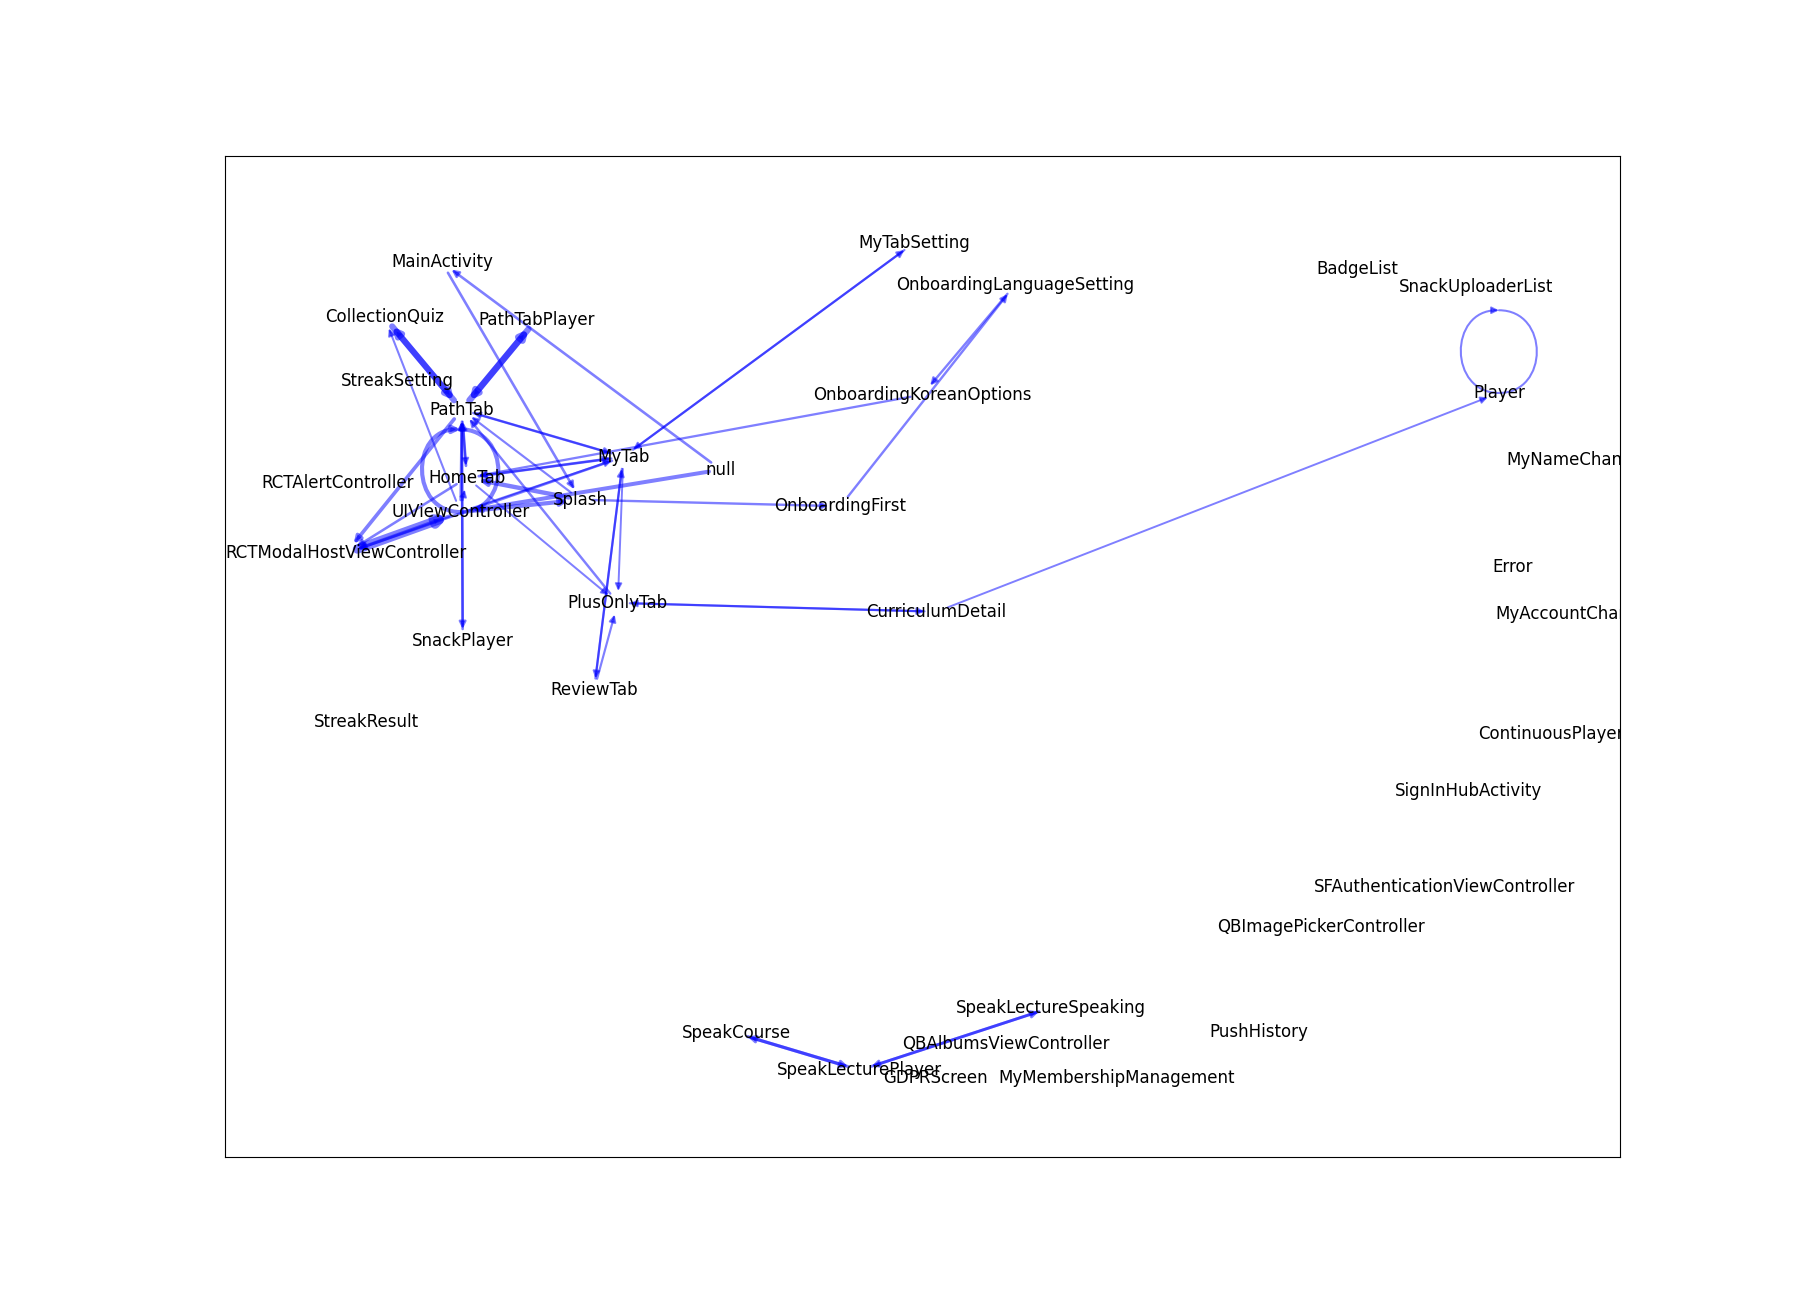 MyTabSetting
MainActivity
BadgeList
OnboardingLanguageSetting
SnackUploaderList
CollectionQuiz
PathTabPlayer
StreakSetting
Player
OnboardingKoreanOptions
PathTab
MyTab
MyNameChan
null
HomeTab
RCTAlertController
Splash
OnboardingFirst
UIViewController
RCTModalHostViewController
Error
PlusOnlyTab
CurriculumDetail
MyAccountCha
SnackPlayer
ReviewTab
StreakResult
ContinuousPlayer
SignInHubActivity
SFAuthenticationViewController
QBImagePickerController
SpeakLectureSpeaking
SpeakCourse
PushHistory
QBAlbumsViewController
SpeakLecturePlayer
GDPRScreen
MyMembershipManagement